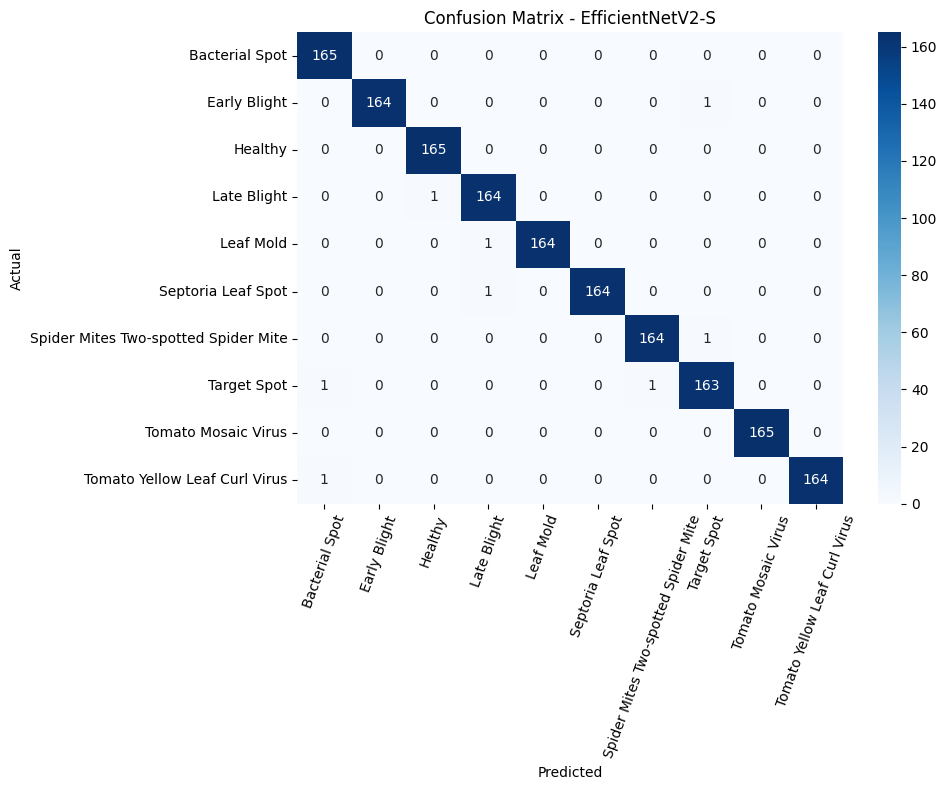 Confusion Matrix - EfficientNetV2-S
Actual
Bacterial Spot 165 0 0 0 0 0 0 0 0 0
Early Blight 0 164 0 0 0 0 0 1 0 0
Healthy 0 0 165 0 0 0 0 0 0 0
Late Blight 0 0 1 164 0 0 0 0 0 0
Leaf Mold 0 0 0 1 164 0 0 0 0 0
Septoria Leaf Spot 0 0 0 1 0 164 0 0 0 0
Spider Mites Two-spotted Spider Mite 0 0 0 0 0 0 164 1 0 0
Target Spot 1 0 0 0 0 0 1 163 0 0
Tomato Mosaic Virus 0 0 0 0 0 0 0 0 165 0
Tomato Yellow Leaf Curl Virus 1 0 0 0 0 0 0 0 0 164
Bacterial Spot
Early Blight
Healthy
Late Blight
Leaf Mold
Septoria Leaf Spot
Spider Mites Two-spotted Spider Mite
Target Spot
Tomato Mosaic Virus
Tomato Yellow Leaf Curl Virus
Predicted
160
140
120
100
80
60
40
20
0